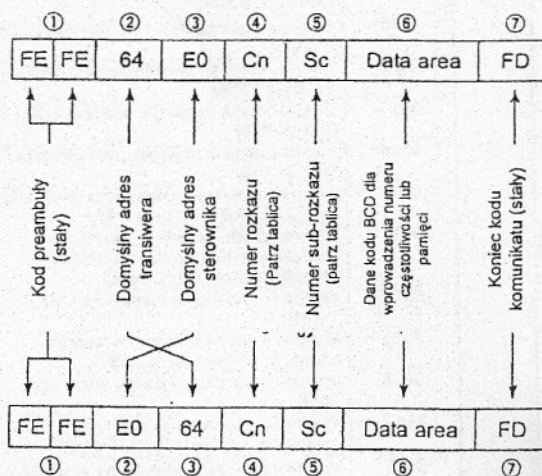 ① ② ③ ④ ⑤ ⑥ ⑦
FE FE 64 E0 Cn Sc Data area FD
Kod preambuły
(stały)
Domyślny adres
transiwera
Domyślny adres
sterownika
Numer rozkazu
(Patrz tablica)
Numer sub-rozkazu
(patrz tablica)
Dane kodu BCD dla
wprowadzenia numeru
częstotliwości lub
pamięci
Koniec kodu
komunikatu (stały)
FE FE E0 64 Cn Sc Data area FD
① ② ③ ④ ⑤ ⑥ ⑦